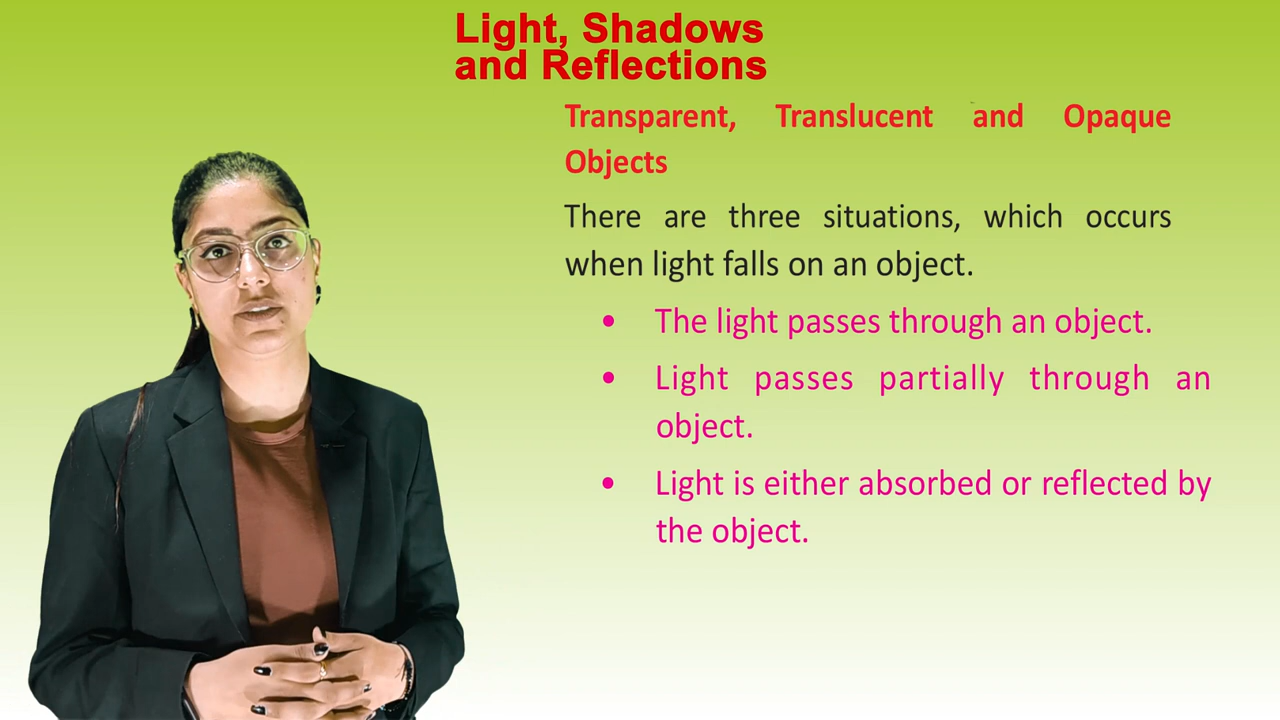 Light, Shadows
and Reflections
Transparent, Translucent and Opaque
Objects
There are three situations, which occurs
when light falls on an object.
• The light passes through an object.
• Light passes partially through an
object.
• Light is either absorbed or reflected by
the object.